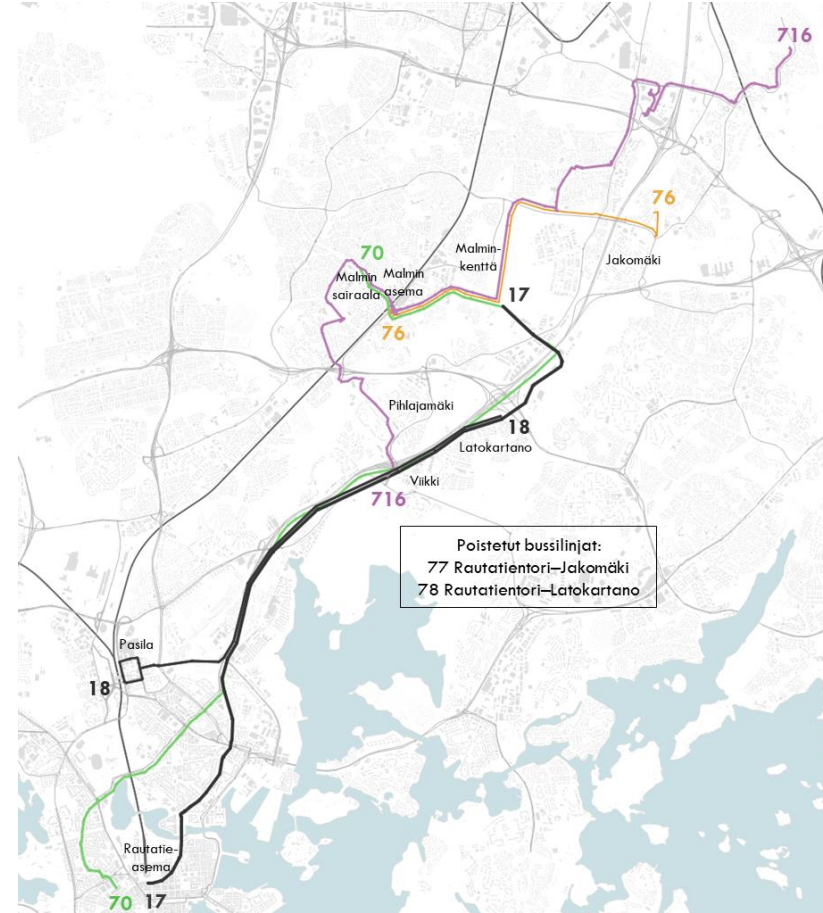 716
76
70
Malmin
sairaala
Malmin
asema
Malmin-
kenttä
Jakomäki
17
76
Pihlajamäki
18
Latokartano
Viikki
716
Poistetut bussilinjat:
77 Rautatientori–Jakomäki
78 Rautatientori–Latokartano
Pasila
18
Rautatie-
asema
70
17